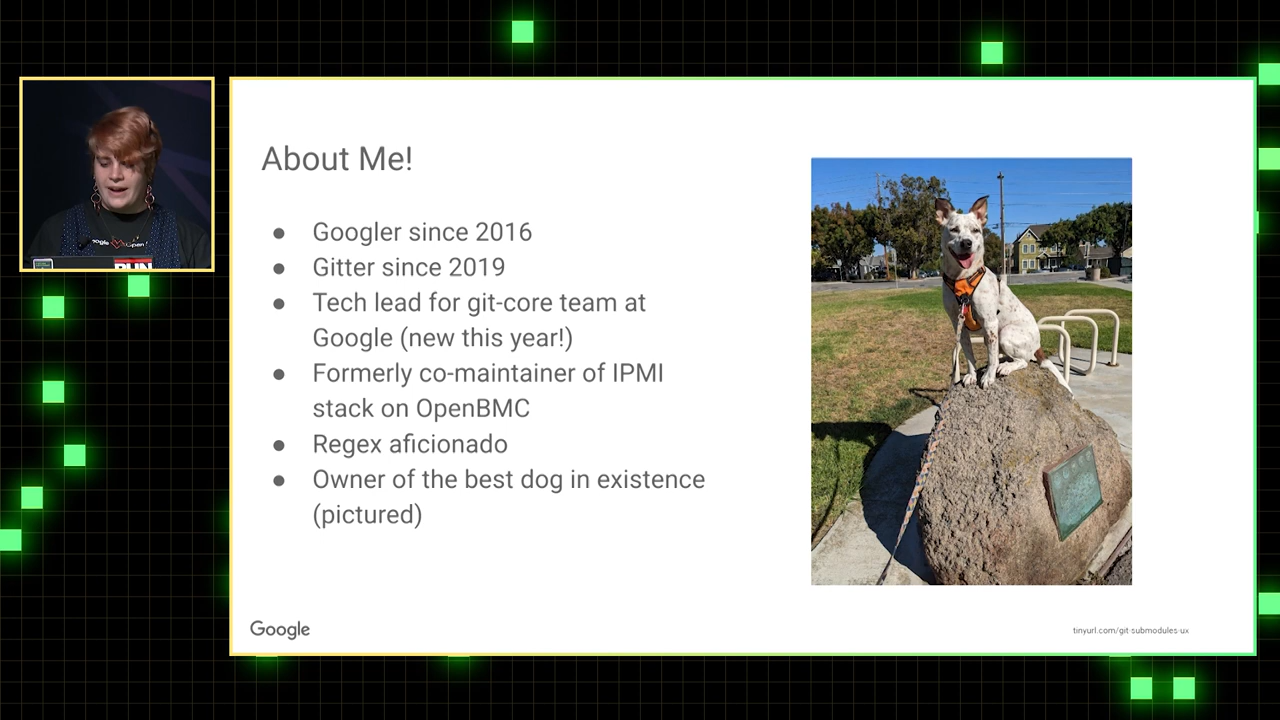 About Me!
● Googler since 2016
● Gitter since 2019
● Tech lead for git-core team at
Google (new this year!)
● Formerly co-maintainer of IPMI
stack on OpenBMC
● Regex aficionado
● Owner of the best dog in existence
(pictured)
Google
tinyurl.com/git-submodules-ux